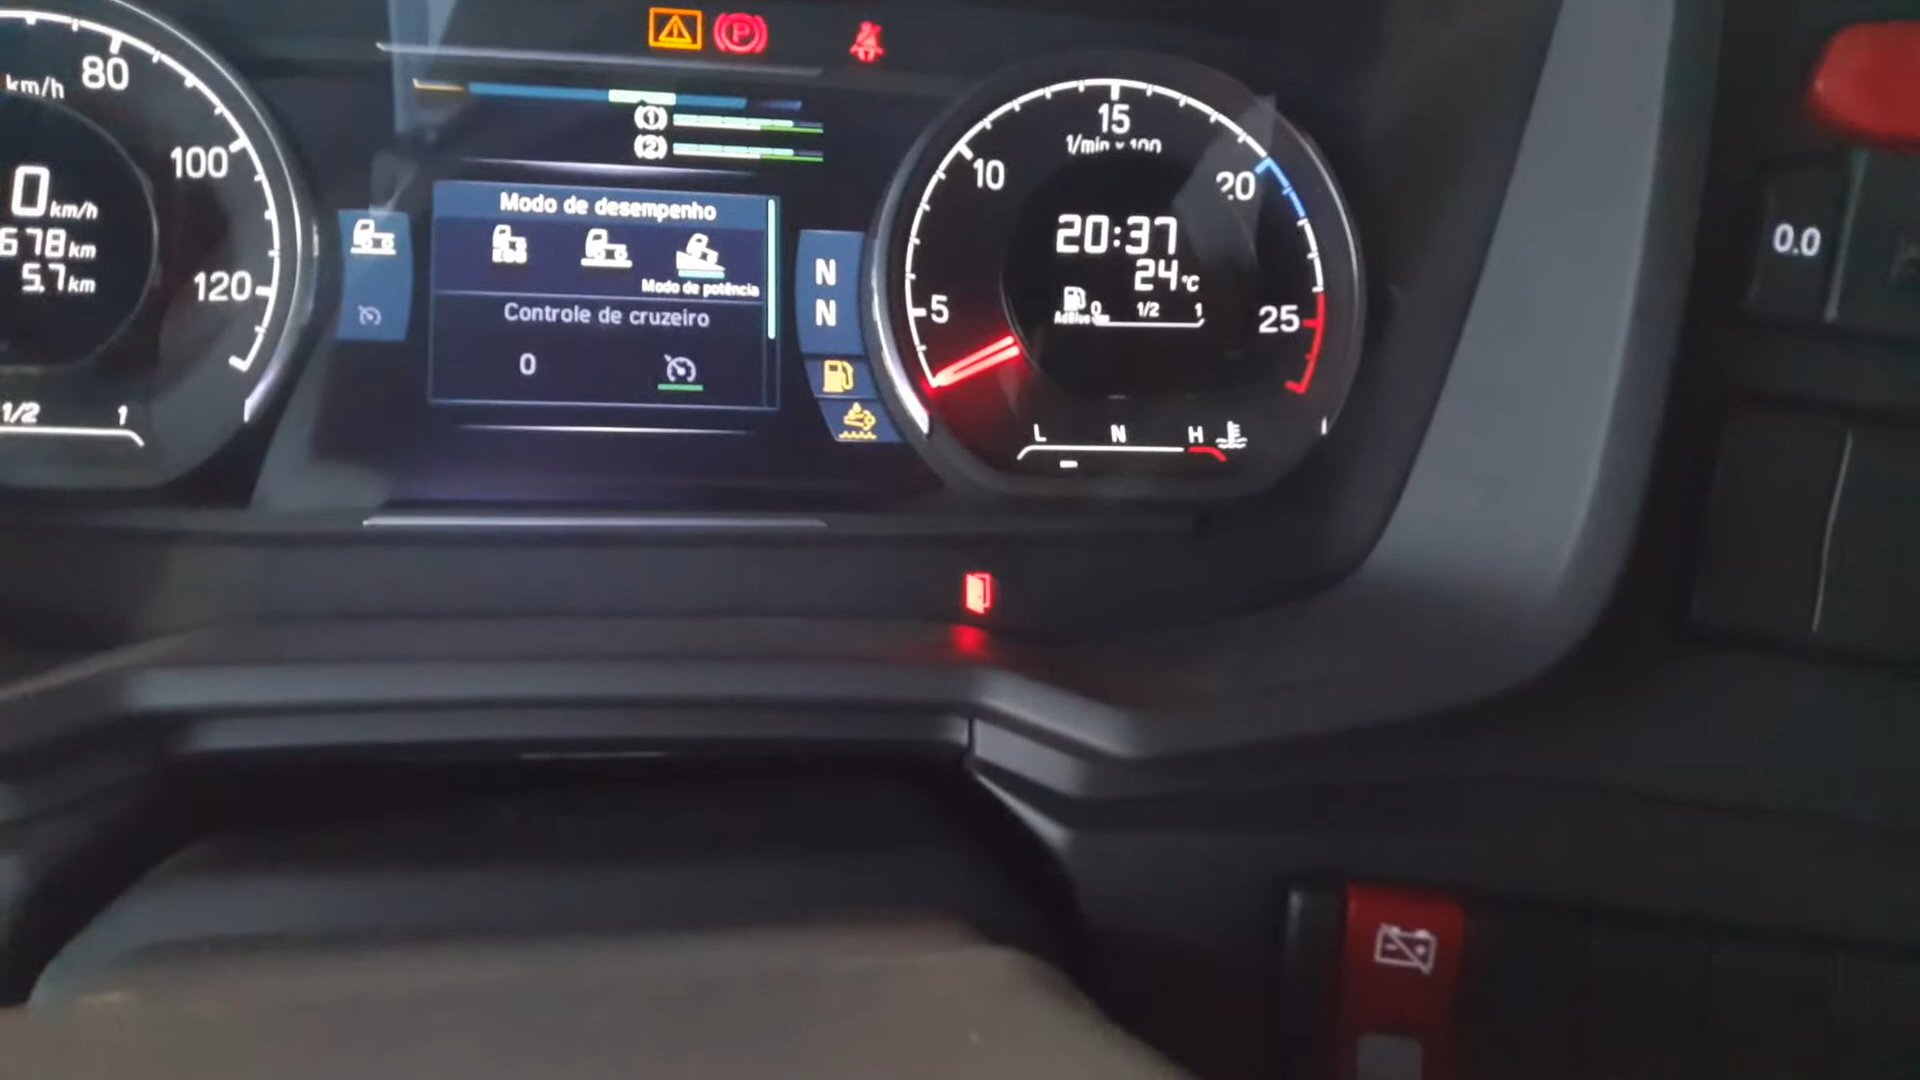 80
km/h
100
120
0 km/h
678 km
5.7 km
1/2 1
P
(1)
(2)
Modo de desempenho
Modo de potência
Controle de cruzeiro
0
N
N
5
10
15
20
25
1/min x 100
20:37
24 °C
AdBlue 0 1/2 1
L N H
0.0